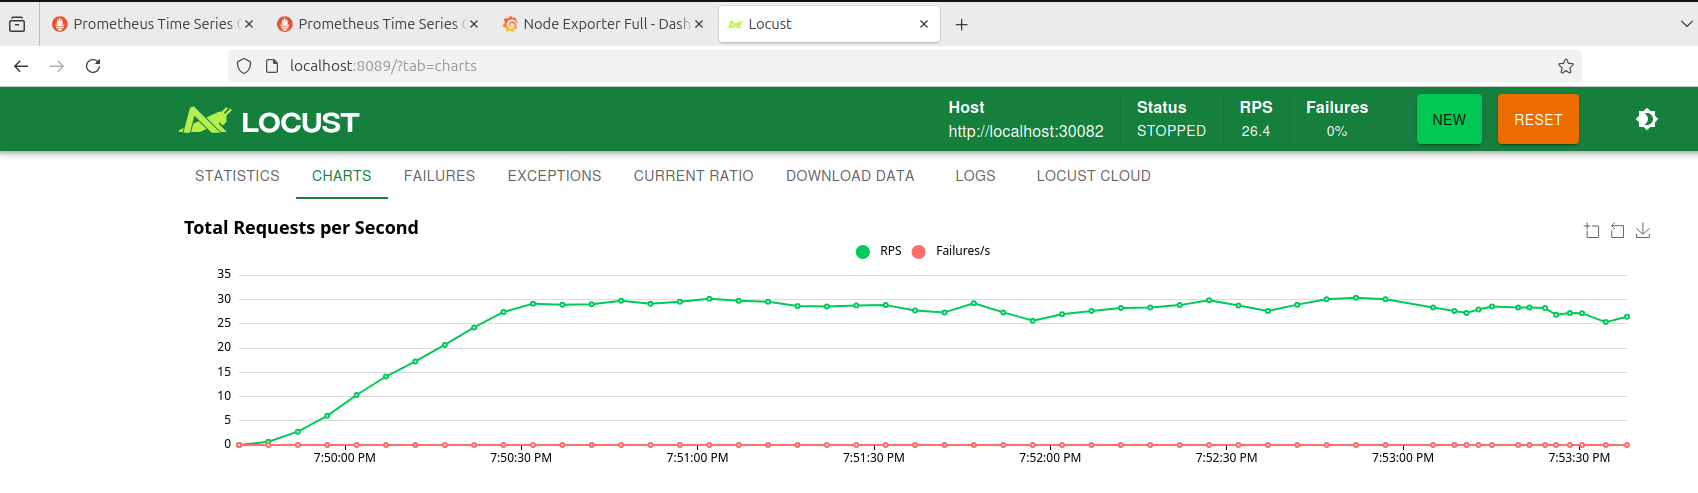 Prometheus Time Series
Prometheus Time Series
Node Exporter Full - Dash
Locust
localhost:8089/?tab=charts
LOCUST
Host
http://localhost:30082
Status
STOPPED
RPS
26.4
Failures
0%
NEW
RESET
STATISTICS
CHARTS
FAILURES
EXCEPTIONS
CURRENT RATIO
DOWNLOAD DATA
LOGS
LOCUST CLOUD
Total Requests per Second
RPS
Failures/s
35
30
25
20
15
10
5
0
7:50:00 PM
7:50:30 PM
7:51:00 PM
7:51:30 PM
7:52:00 PM
7:52:30 PM
7:53:00 PM
7:53:30 PM